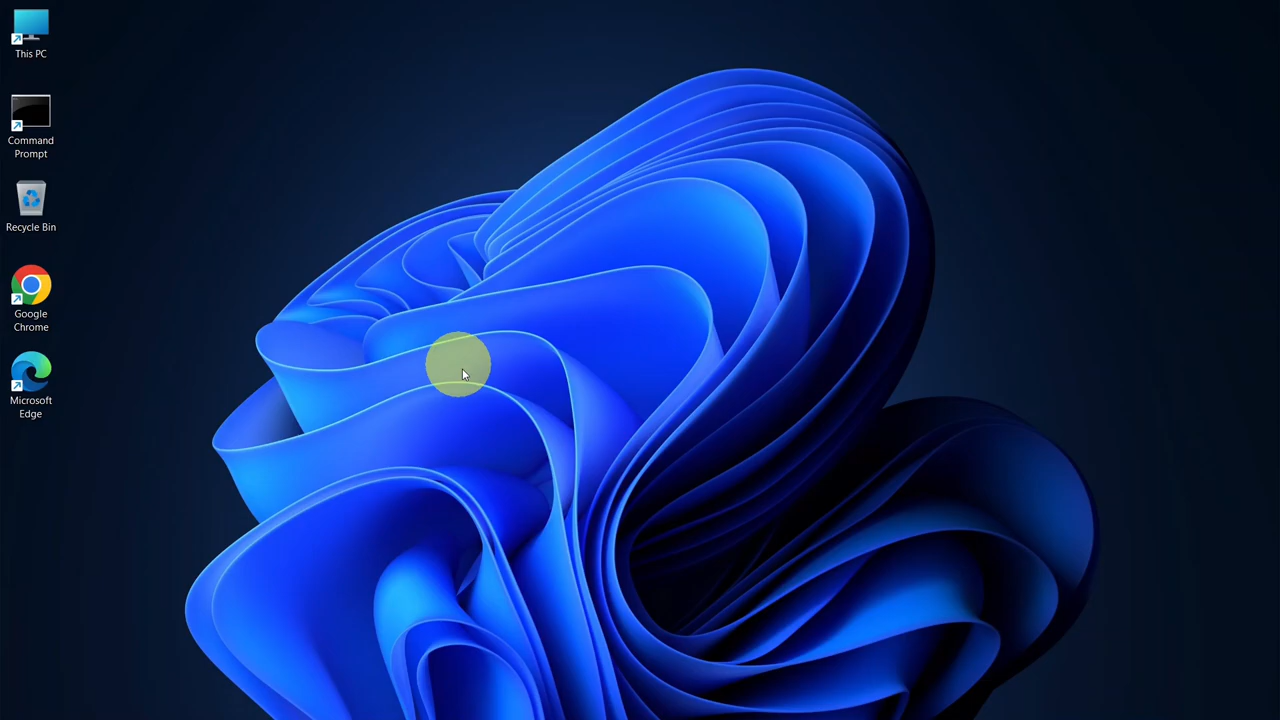 This PC
Command
Prompt
Recycle Bin
Google
Chrome
Microsoft
Edge